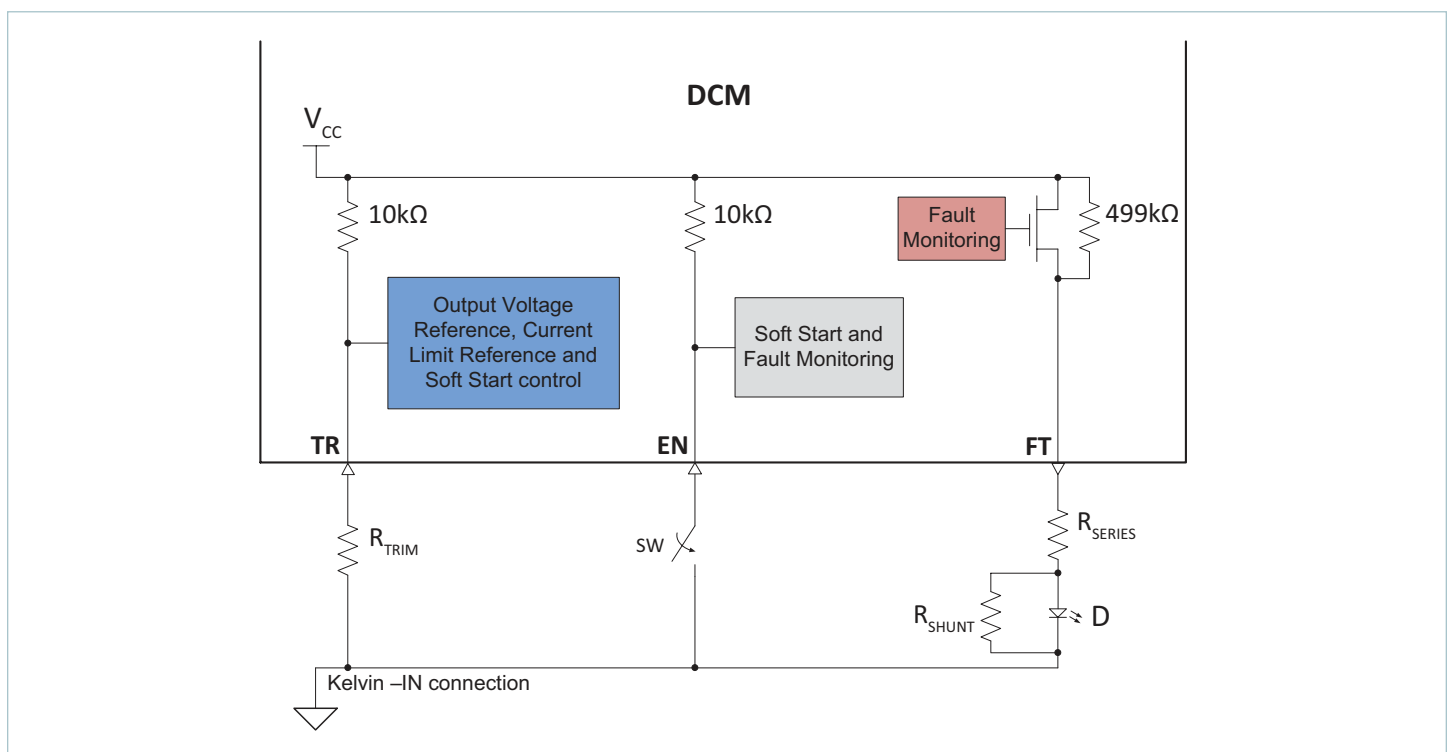 DCM
VCC
10kΩ
10kΩ
499kΩ
Fault
Monitoring
Output Voltage
Reference, Current
Limit Reference and
Soft Start control
Soft Start and
Fault Monitoring
TR
EN
FT
RTRIM
SW
RSERIES
RSHUNT
D
Kelvin –IN connection